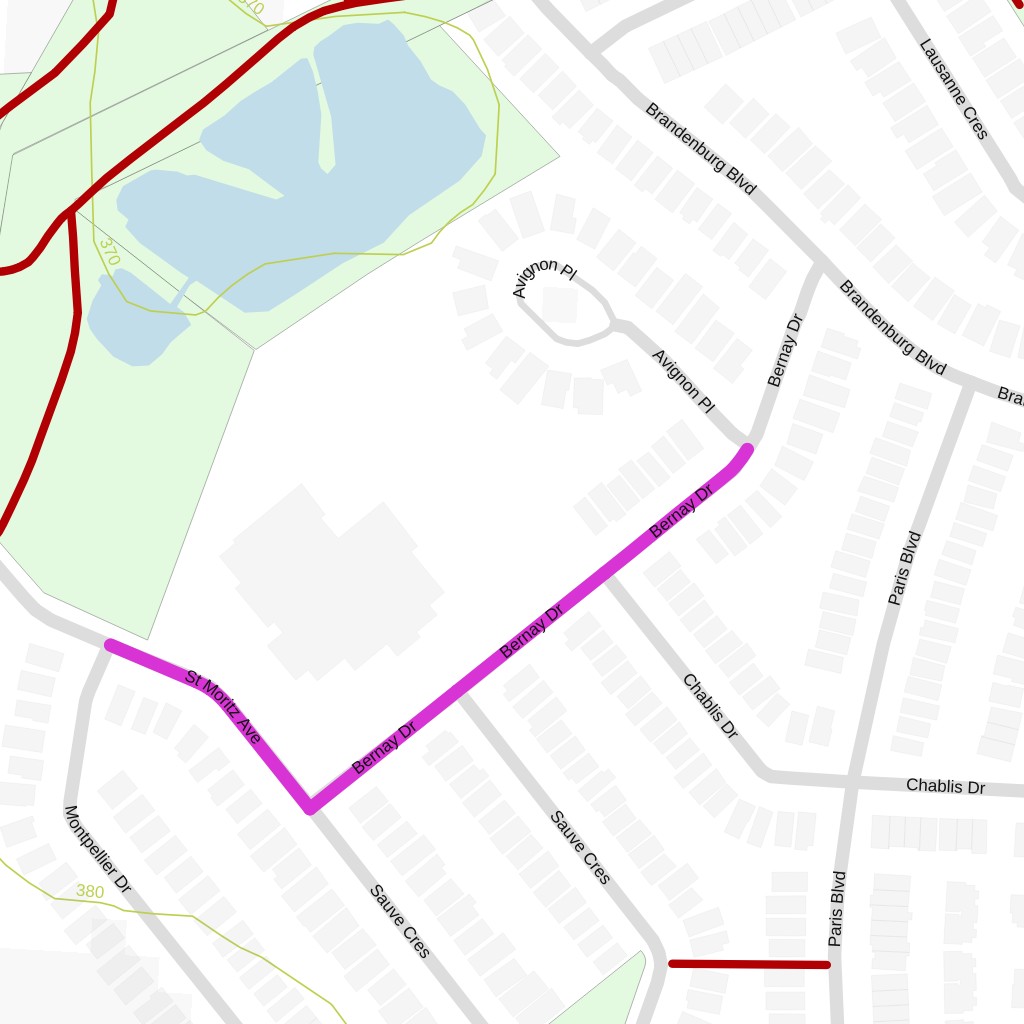 370
Lausanne Cres
Brandenburg Blvd
370
Avignon Pl
Brandenburg Blvd
Bernay Dr
Avignon Pl
Bra
Bernay Dr
Paris Blvd
Bernay Dr
St Moritz Ave
Chablis Dr
Bernay Dr
Chablis Dr
Montpellier Dr
Sauve Cres
380
Sauve Cres
Paris Blvd